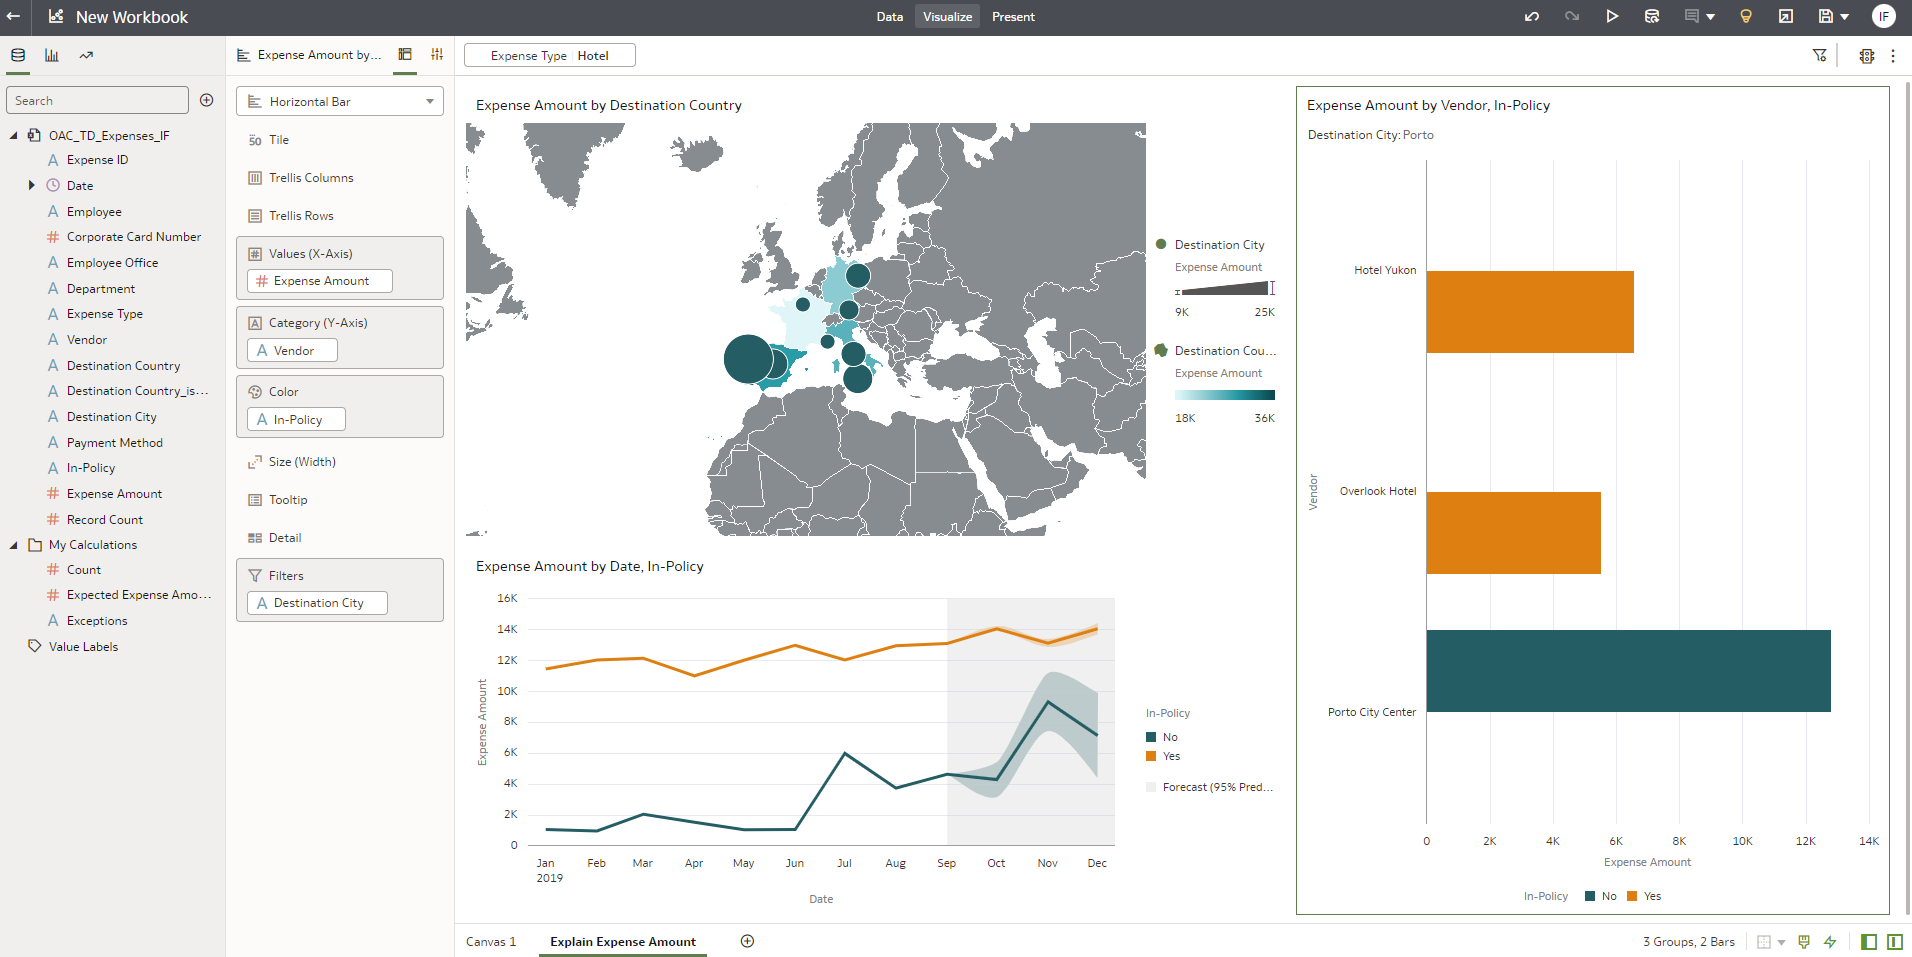 New Workbook
Data
Visualize
Present
IF
Search
OAC_TD_Expenses_IF
Expense ID
Date
Employee
Corporate Card Number
Employee Office
Department
Expense Type
Vendor
Destination Country
Destination Country_is...
Destination City
Payment Method
In-Policy
Expense Amount
Record Count
My Calculations
Count
Expected Expense Amo...
Exceptions
Value Labels
Expense Amount by...
Horizontal Bar
50 Tile
Trellis Columns
Trellis Rows
Values (X-Axis)
Expense Amount
Category (Y-Axis)
Vendor
Color
In-Policy
Size (Width)
Tooltip
Detail
Filters
Destination City
Expense Type Hotel
Expense Amount by Destination Country
Destination City
Expense Amount
9K 25K
Destination Cou...
Expense Amount
18K 36K
Expense Amount by Date, In-Policy
16K
14K
12K
10K
8K
6K
4K
2K
0
Expense Amount
Jan Feb Mar Apr May Jun Jul Aug Sep Oct Nov Dec
2019
Date
In-Policy
No
Yes
Forecast (95% Pred...
Expense Amount by Vendor, In-Policy
Destination City: Porto
Hotel Yukon
Overlook Hotel
Porto City Center
Vendor
0 2K 4K 6K 8K 10K 12K 14K
Expense Amount
In-Policy No Yes
Canvas 1
Explain Expense Amount
3 Groups, 2 Bars